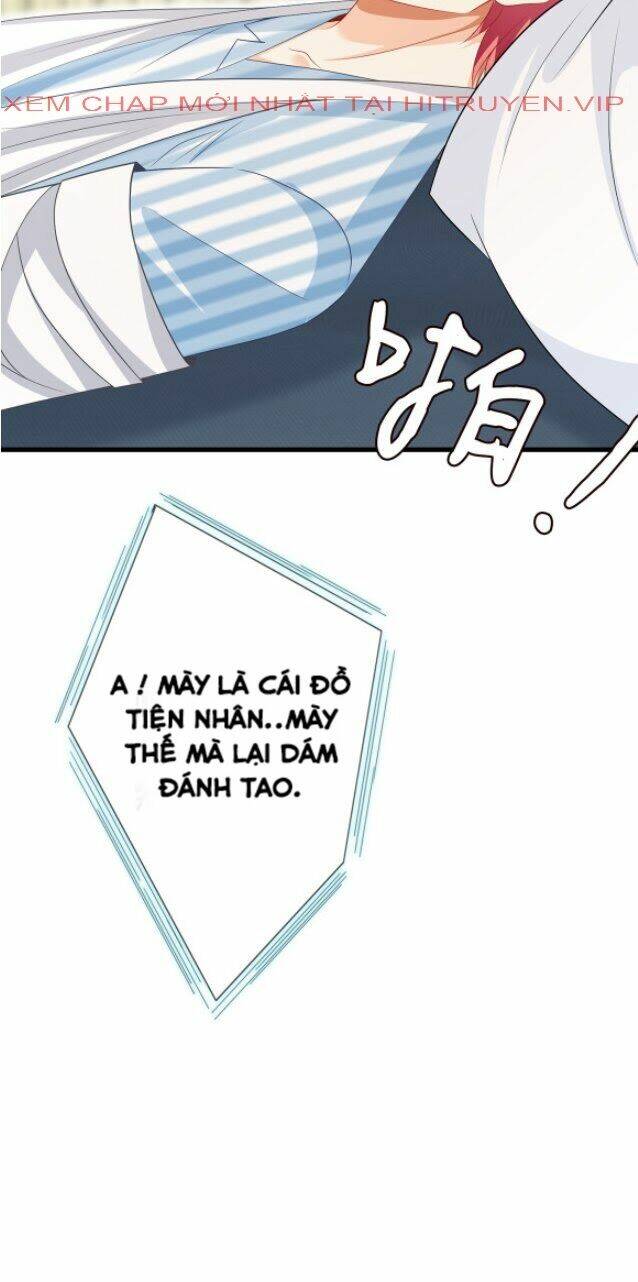 XEM CHAP MỚI NHẤT TẠI HITRUYEN.VIP
啪!
A! MÀY LÀ CÁI ĐỒ
TIỆN NHÂN..MÀY
THẾ MÀ LẠI DÁM
ĐÁNH TAO.